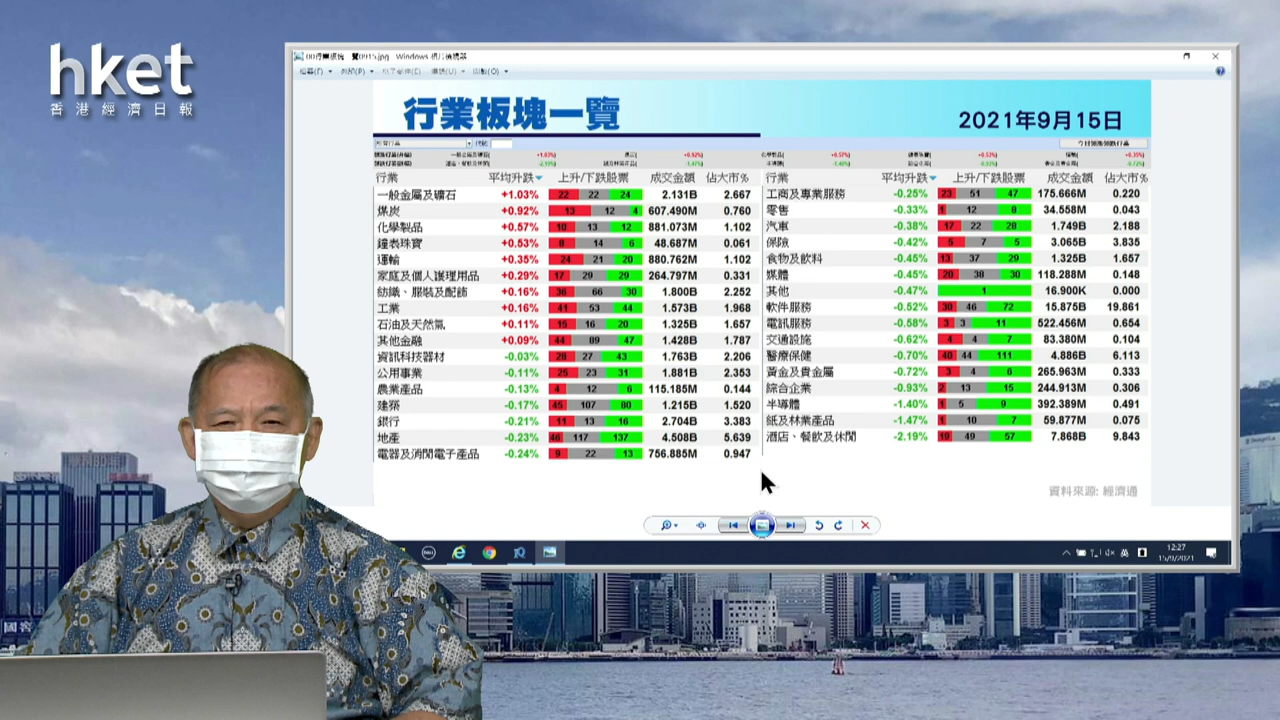 hket
香港經濟日報
行業板塊一覽
2021年9月15日
行業 平均升跌 上升/下跌股票 成交金額 佔大市%
一般金屬及礦石 +1.03% 22 22 24 2.131B 2.667
煤炭 +0.92% 13 12 4 607.490M 0.760
化學製品 +0.57% 10 13 12 881.073M 1.102
鐘表珠寶 +0.53% 8 14 6 48.687M 0.061
運輸 +0.35% 24 21 20 880.762M 1.102
家庭及個人護理用品 +0.29% 17 29 29 264.797M 0.331
紡織、服裝及配飾 +0.16% 36 66 30 1.800B 2.252
工業 +0.16% 41 53 44 1.573B 1.968
石油及天然氣 +0.11% 15 16 20 1.325B 1.657
其他金融 +0.09% 44 89 47 1.428B 1.787
資訊科技器材 -0.03% 28 27 43 1.763B 2.206
公用事業 -0.11% 25 23 31 1.881B 2.353
農業產品 -0.13% 4 12 6 115.185M 0.144
建築 -0.17% 45 107 80 1.215B 1.520
銀行 -0.21% 11 13 16 2.704B 3.383
地產 -0.23% 46 117 137 4.508B 5.639
電器及消閒電子產品 -0.24% 9 22 13 756.885M 0.947
行業 平均升跌 上升/下跌股票 成交金額 佔大市%
工商及專業服務 -0.25% 23 51 47 175.666M 0.220
零售 -0.33% 1 12 8 34.558M 0.043
汽車 -0.38% 17 22 28 1.749B 2.188
保險 -0.42% 5 7 5 3.065B 3.835
食物及飲料 -0.45% 13 37 29 1.325B 1.657
媒體 -0.45% 20 38 30 118.288M 0.148
其他 -0.47% 1 16.900K 0.000
軟件服務 -0.52% 30 46 72 15.875B 19.861
電訊服務 -0.58% 3 3 11 522.456M 0.654
交通設施 -0.62% 4 4 7 83.380M 0.104
醫療保健 -0.70% 40 44 111 4.886B 6.113
黃金及貴金屬 -0.72% 3 4 6 265.963M 0.333
綜合企業 -0.93% 2 13 15 244.913M 0.306
半導體 -1.40% 1 5 9 392.389M 0.491
紙及林業產品 -1.47% 1 10 7 59.877M 0.075
酒店、餐飲及休閒 -2.19% 19 49 57 7.868B 9.843
資料來源: 經濟通
英
12:27
15/9/2021